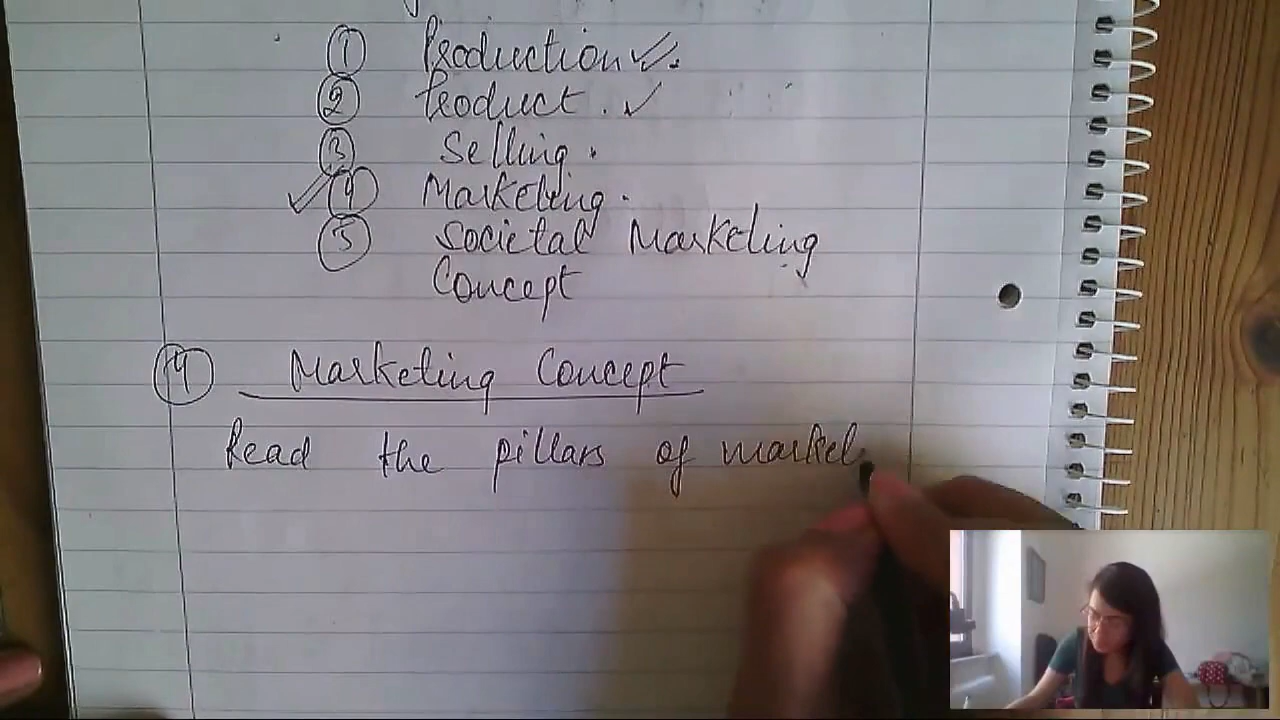 ① Production
② Product.
③ Selling.
④ Marketing.
⑤ Societal Marketing
Concept
④ Marketing Concept
Read the pillars of market